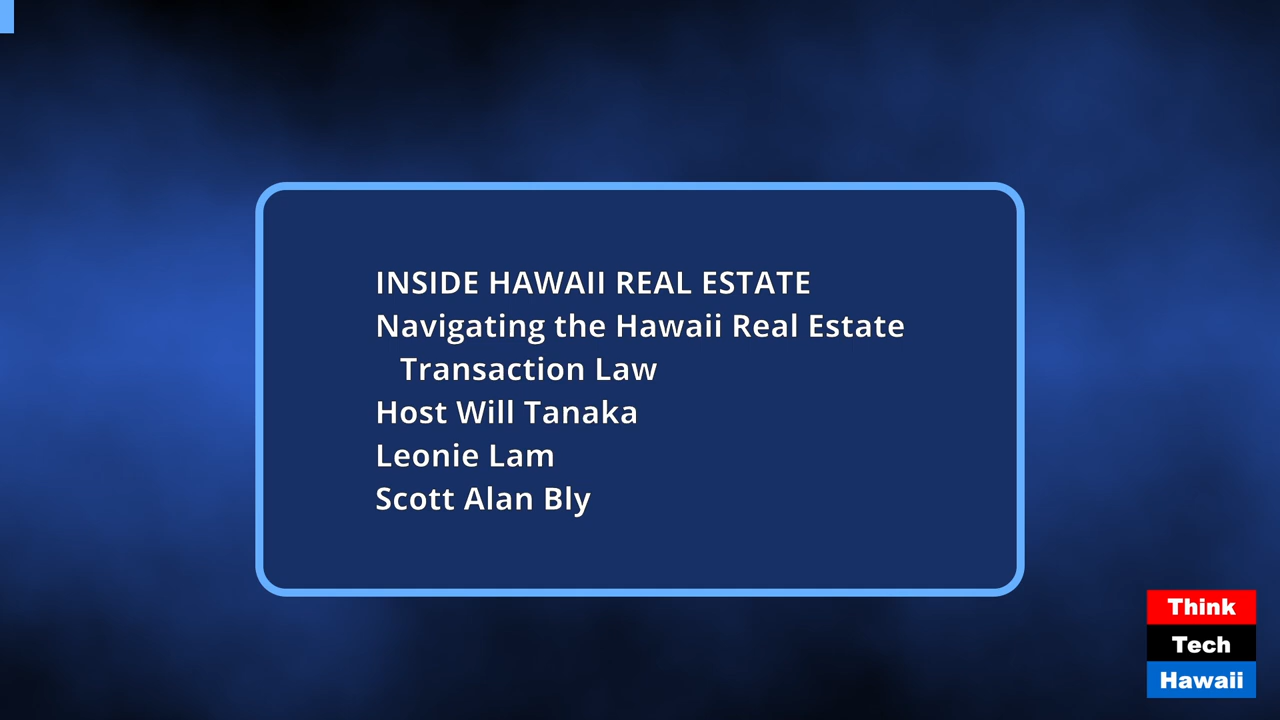 INSIDE HAWAII REAL ESTATE
Navigating the Hawaii Real Estate
Transaction Law
Host Will Tanaka
Leonie Lam
Scott Alan Bly
Think
Tech
Hawaii